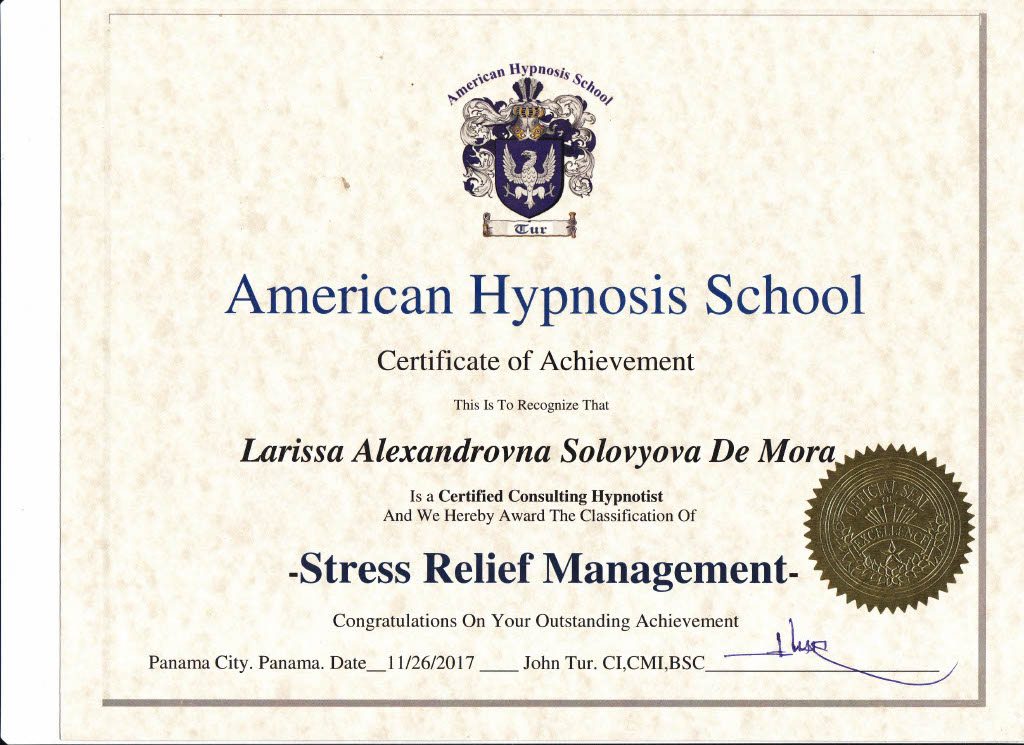 American Hypnosis School
Tur
American Hypnosis School
Certificate of Achievement
This Is To Recognize That
Larissa Alexandrovna Solovyova De Mora
Is a Certified Consulting Hypnotist
And We Hereby Award The Classification Of
-Stress Relief Management-
OFFICIAL SEAL
OF
EXCELLENCE
Congratulations On Your Outstanding Achievement
Panama City. Panama. Date__11/26/2017 ____ John Tur. CI,CMI,BSC